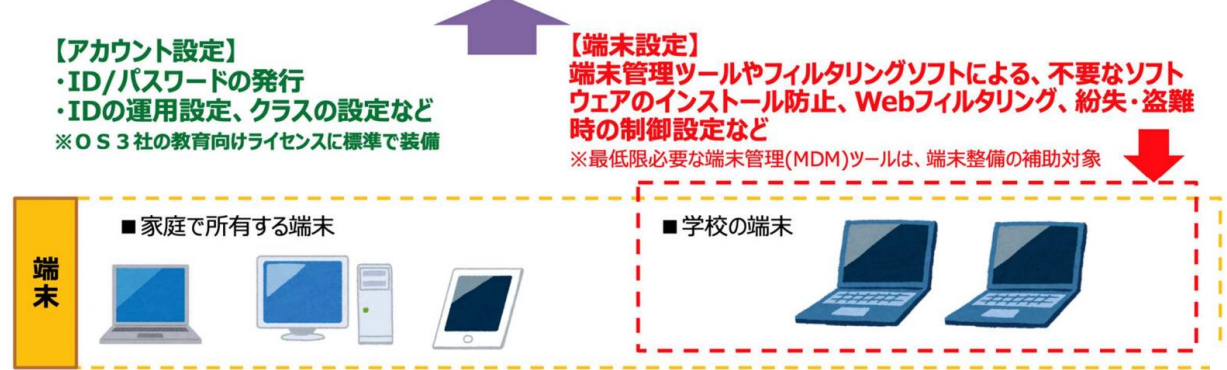 【アカウント設定】
・ID/パスワードの発行
・IDの運用設定、クラスの設定など
※ＯＳ３社の教育向けライセンスに標準で装備
【端末設定】
端末管理ツールやフィルタリングソフトによる、不要なソフト
ウェアのインストール防止、Webフィルタリング、紛失・盗難
時の制御設定など
※最低限必要な端末管理(MDM)ツールは、端末整備の補助対象
端末
■家庭で所有する端末
■学校の端末